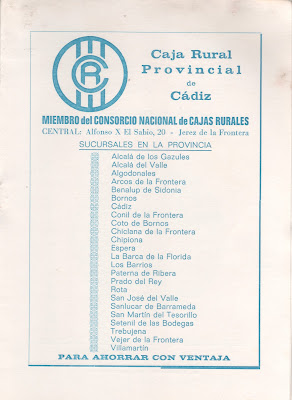 CRC
Caja Rural
Provincial
de
Cádiz
MIEMBRO del CONSORCIO NACIONAL de CAJAS RURALES
CENTRAL: Alfonso X El Sabio, 20 - Jerez de la Frontera
SUCURSALES EN LA PROVINCIA
Alcalá de los Gazules
Alcalá del Valle
Algodonales
Arcos de la Frontera
Benalup de Sidonia
Bornos
Cádiz
Conil de la Frontera
Coto de Bornos
Chiclana de la Frontera
Chipiona
Espera
La Barca de la Florida
Los Barrios
Paterna de Ribera
Prado del Rey
Rota
San José del Valle
Sanlucar de Barrameda
San Martín del Tesorillo
Setenil de las Bodegas
Trebujena
Vejer de la Frontera
Villamartín
PARA AHORRAR CON VENTAJA